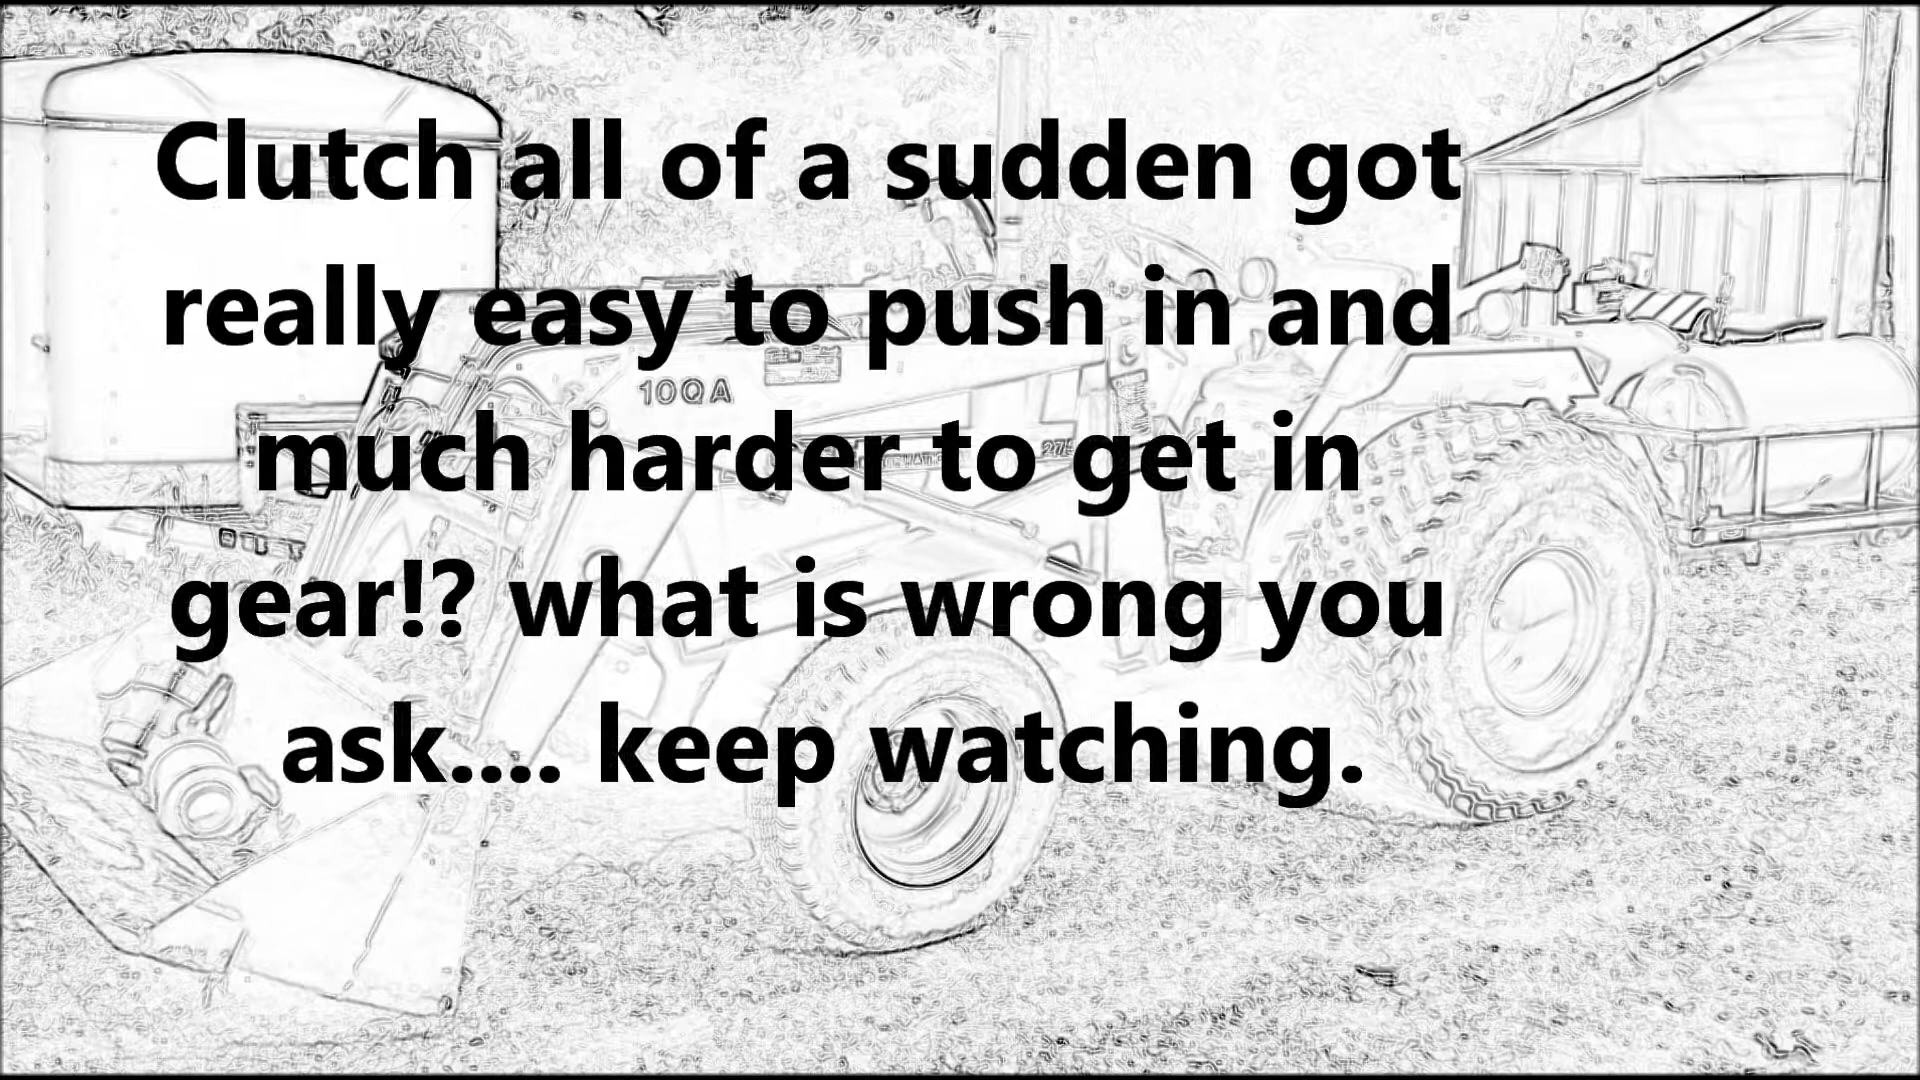 Clutch all of a sudden got
really easy to push in and
10QA
much harder to get in
gear!? what is wrong you
ask.... keep watching.